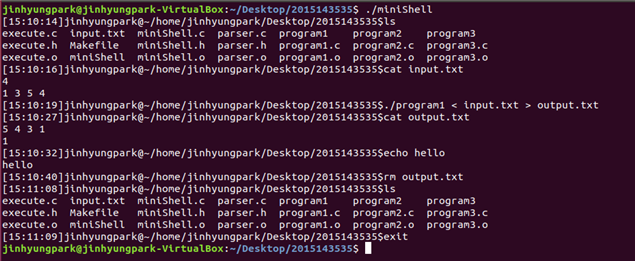 jinhyungpark@jinhyungpark-VirtualBox:~/Desktop/2015143535$ ./miniShell
[15:10:14]jinhyungpark@~/home/jinhyungpark/Desktop/2015143535$ls
execute.c  input.txt  miniShell.c  parser.c  program1    program2    program3
execute.h  Makefile   miniShell.h  parser.h  program1.c  program2.c  program3.c
execute.o  miniShell  miniShell.o  parser.o  program1.o  program2.o  program3.o
[15:10:16]jinhyungpark@~/home/jinhyungpark/Desktop/2015143535$cat input.txt
4
1 3 5 4
[15:10:19]jinhyungpark@~/home/jinhyungpark/Desktop/2015143535$./program1 < input.txt > output.txt
[15:10:27]jinhyungpark@~/home/jinhyungpark/Desktop/2015143535$cat output.txt
5 4 3 1
1
[15:10:32]jinhyungpark@~/home/jinhyungpark/Desktop/2015143535$echo hello
hello
[15:10:40]jinhyungpark@~/home/jinhyungpark/Desktop/2015143535$rm output.txt
[15:11:08]jinhyungpark@~/home/jinhyungpark/Desktop/2015143535$ls
execute.c  input.txt  miniShell.c  parser.c  program1    program2    program3
execute.h  Makefile   miniShell.h  parser.h  program1.c  program2.c  program3.c
execute.o  miniShell  miniShell.o  parser.o  program1.o  program2.o  program3.o
[15:11:09]jinhyungpark@~/home/jinhyungpark/Desktop/2015143535$exit
jinhyungpark@jinhyungpark-VirtualBox:~/Desktop/2015143535$